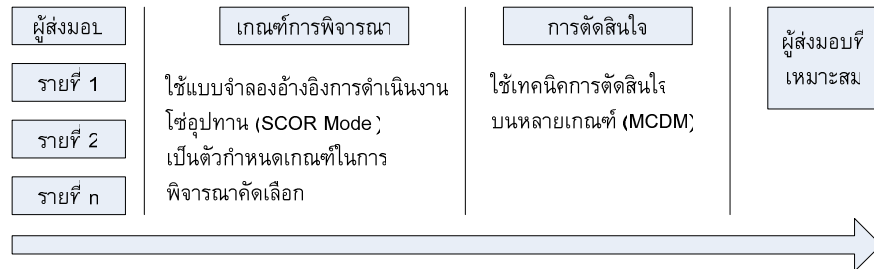 ผู้ส่งมอบ
รายที่ 1
รายที่ 2
รายที่ n
เกณฑ์การพิจารณา
ใช้แบบจำลองอ้างอิงการดำเนินงาน
โซ่อุปทาน (SCOR Mode)
เป็นตัวกำหนดเกณฑ์ในการ
พิจารณาคัดเลือก
การตัดสินใจ
ใช้เทคนิคการตัดสินใจ
บนหลายเกณฑ์ (MCDM)
ผู้ส่งมอบที่
เหมาะสม